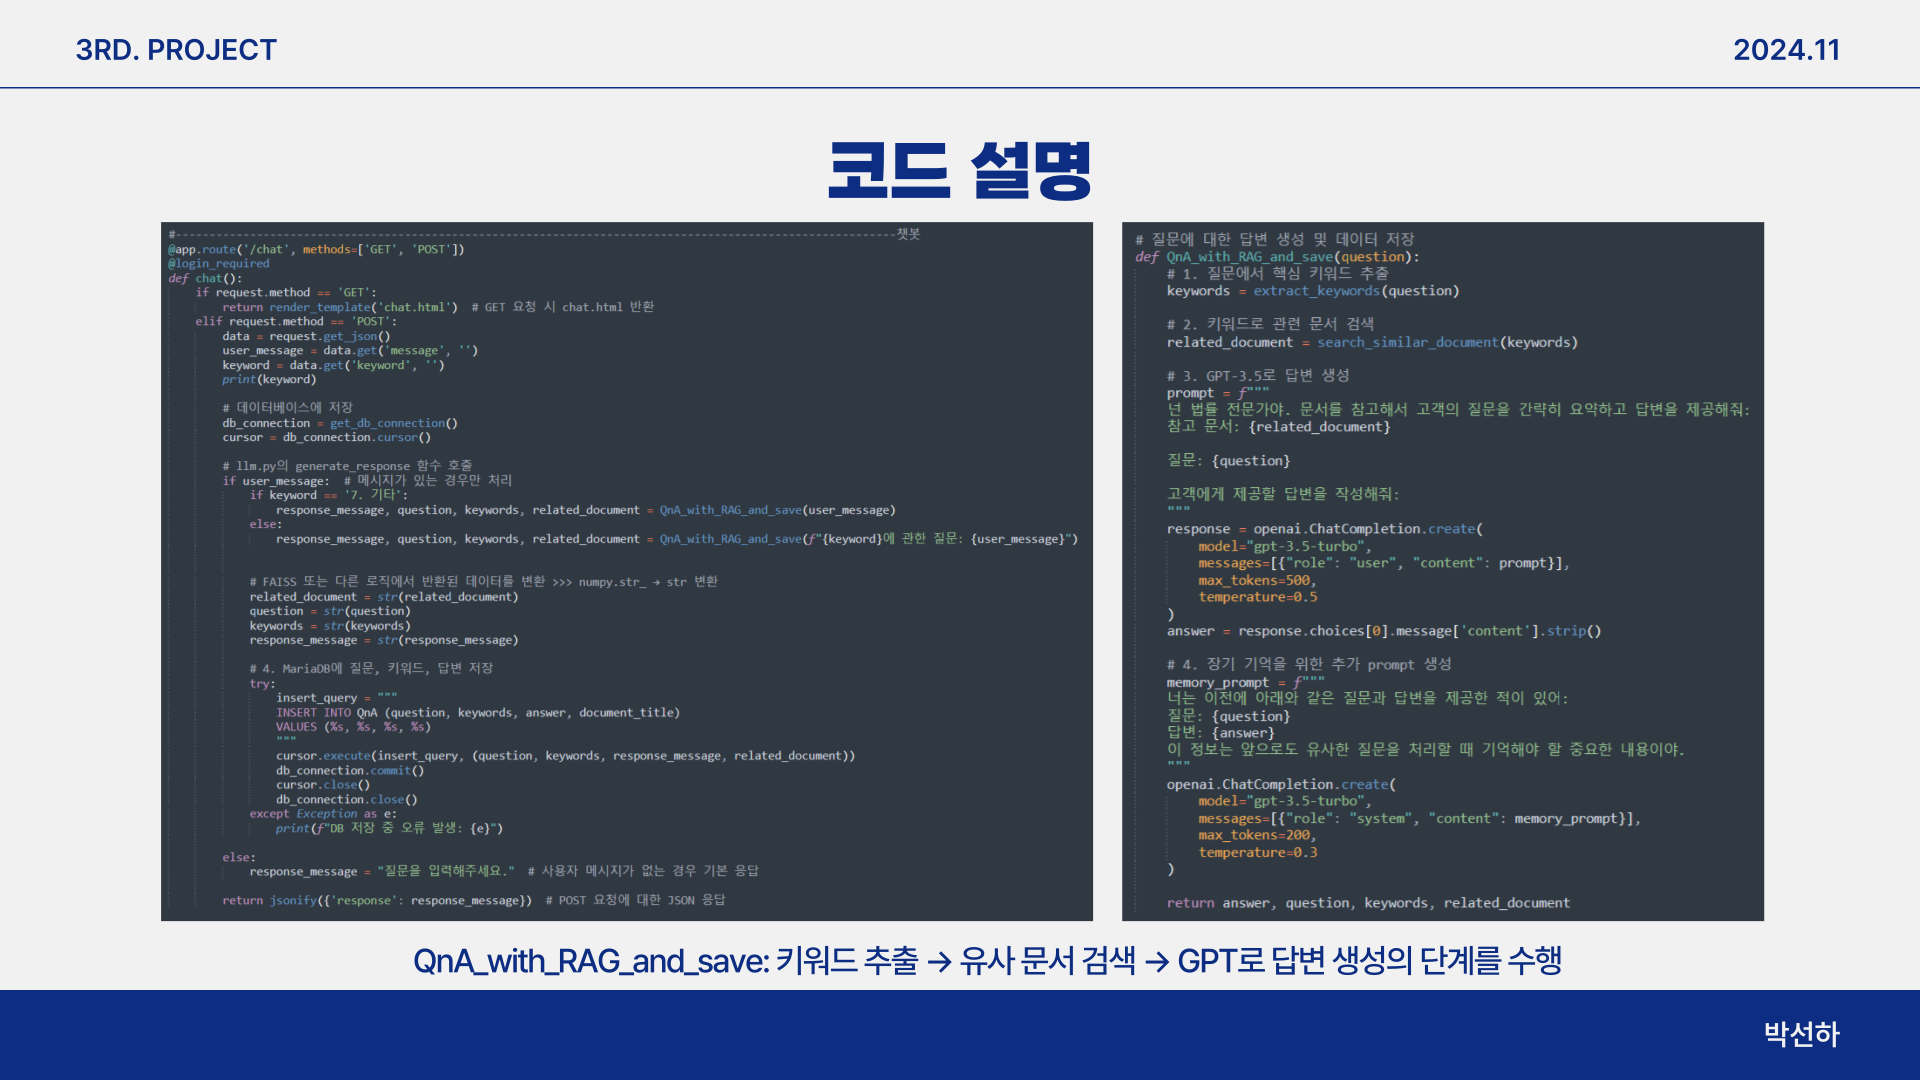 3RD. PROJECT
2024.11
코드 설명
#-----------------------------------------------------------------------------------------------------------챗봇
@app.route('/chat', methods=['GET', 'POST'])
@login_required
def chat():
    if request.method == 'GET':
        return render_template('chat.html')  # GET 요청 시 chat.html 반환
    elif request.method == 'POST':
        data = request.get_json()
        user_message = data.get('message', '')
        keyword = data.get('keyword', '')
        print(keyword)
        # 데이터베이스에 저장
        db_connection = get_db_connection()
        cursor = db_connection.cursor()
        # llm.py의 generate_response 함수 호출
        if user_message:  # 메시지가 있는 경우만 처리
            if keyword == '7. 기타':
                response_message, question, keywords, related_document = QnA_with_RAG_and_save(user_message)
            else:
                response_message, question, keywords, related_document = QnA_with_RAG_and_save(f"{keyword}에 관한 질문: {user_message}")
            # FAISS 또는 다른 로직에서 반환된 데이터를 변환 >>> numpy.str_ → str 변환
            related_document = str(related_document)
            question = str(question)
            keywords = str(keywords)
            response_message = str(response_message)
            # 4. MariaDB에 질문, 키워드, 답변 저장
            try:
                insert_query = """
                INSERT INTO QnA (question, keywords, answer, document_title)
                VALUES (%s, %s, %s, %s)
                """
                cursor.execute(insert_query, (question, keywords, response_message, related_document))
                db_connection.commit()
                cursor.close()
                db_connection.close()
            except Exception as e:
                print(f"DB 저장 중 오류 발생: {e}")
        else:
            response_message = "질문을 입력해주세요."  # 사용자 메시지가 없는 경우 기본 응답
        return jsonify({'response': response_message})  # POST 요청에 대한 JSON 응답
# 질문에 대한 답변 생성 및 데이터 저장
def QnA_with_RAG_and_save(question):
    # 1. 질문에서 핵심 키워드 추출
    keywords = extract_keywords(question)
    # 2. 키워드로 관련 문서 검색
    related_document = search_similar_document(keywords)
    # 3. GPT-3.5로 답변 생성
    prompt = f"""
    넌 법률 전문가야. 문서를 참고해서 고객의 질문을 간략히 요약하고 답변을 제공해줘:
    참고 문서: {related_document}
    질문: {question}
    고객에게 제공할 답변을 작성해줘:
    """
    response = openai.ChatCompletion.create(
        model="gpt-3.5-turbo",
        messages=[{"role": "user", "content": prompt}],
        max_tokens=500,
        temperature=0.5
    )
    answer = response.choices[0].message['content'].strip()
    # 4. 장기 기억을 위한 추가 prompt 생성
    memory_prompt = f"""
    너는 이전에 아래와 같은 질문과 답변을 제공한 적이 있어:
    질문: {question}
    답변: {answer}
    이 정보는 앞으로도 유사한 질문을 처리할 때 기억해야 할 중요한 내용이야.
    """
    openai.ChatCompletion.create(
        model="gpt-3.5-turbo",
        messages=[{"role": "system", "content": memory_prompt}],
        max_tokens=200,
        temperature=0.3
    )
    return answer, question, keywords, related_document
QnA_with_RAG_and_save: 키워드 추출 → 유사 문서 검색 → GPT로 답변 생성의 단계를 수행
박선하